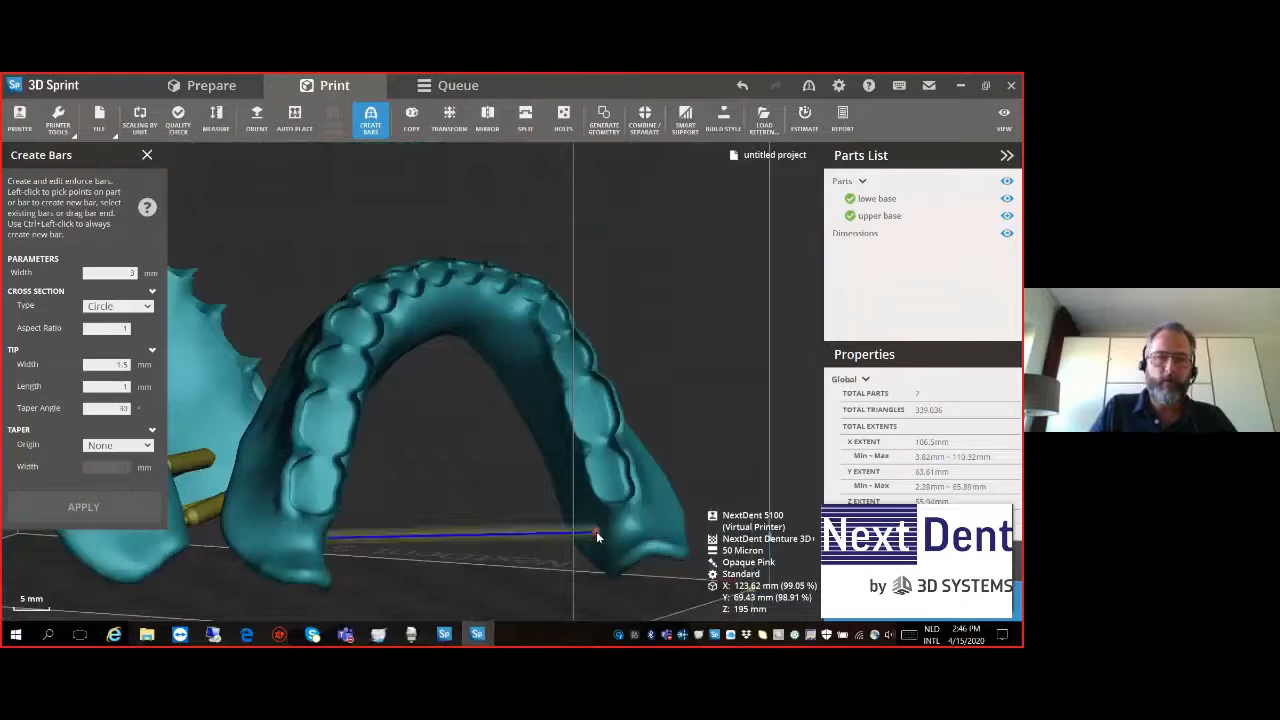 Sp 3D Sprint
Prepare
Print
Queue
PRINTER
PRINTER TOOLS
FILE
SCALING BY UNIT
QUALITY CHECK
MEASURE
ORIENT
AUTO PLACE
CREATE BARS
COPY
TRANSFORM
MIRROR
SPLIT
HOLES
GENERATE GEOMETRY
COMBINE / SEPARATE
SMART SUPPORT
BUILD STYLE
LOAD REFEREN...
ESTIMATE
REPORT
VIEW
Create Bars
Create and edit enforce bars.
Left-click to pick points on part
or bar to create new bar, select
existing bars or drag bar end.
Use Ctrl+Left-click to always
create new bar.
PARAMETERS
Width 3 mm
CROSS SECTION
Type Circle
Aspect Ratio 1
TIP
Width 1.5 mm
Length 1 mm
Taper Angle 30 °
TAPER
Origin None
Width mm
APPLY
5 mm
untitled project
NextDent 5100
(Virtual Printer)
NextDent Denture 3D+
50 Micron
Opaque Pink
Standard
X: 123.62 mm (99.05 %)
Y: 69.43 mm (98.91 %)
Z: 195 mm
Parts List
Parts
lowe base
upper base
Dimensions
Properties
Global
TOTAL PARTS 2
TOTAL TRIANGLES 339,036
TOTAL EXTENTS
X EXTENT 106.5mm
Min ~ Max 3.82mm ~ 110.32mm
Y EXTENT 63.61mm
Min ~ Max 2.28mm ~ 65.89mm
Z EXTENT 55.94mm
NextDent
by 3D SYSTEMS
NLD
INTL
2:46 PM
4/15/2020